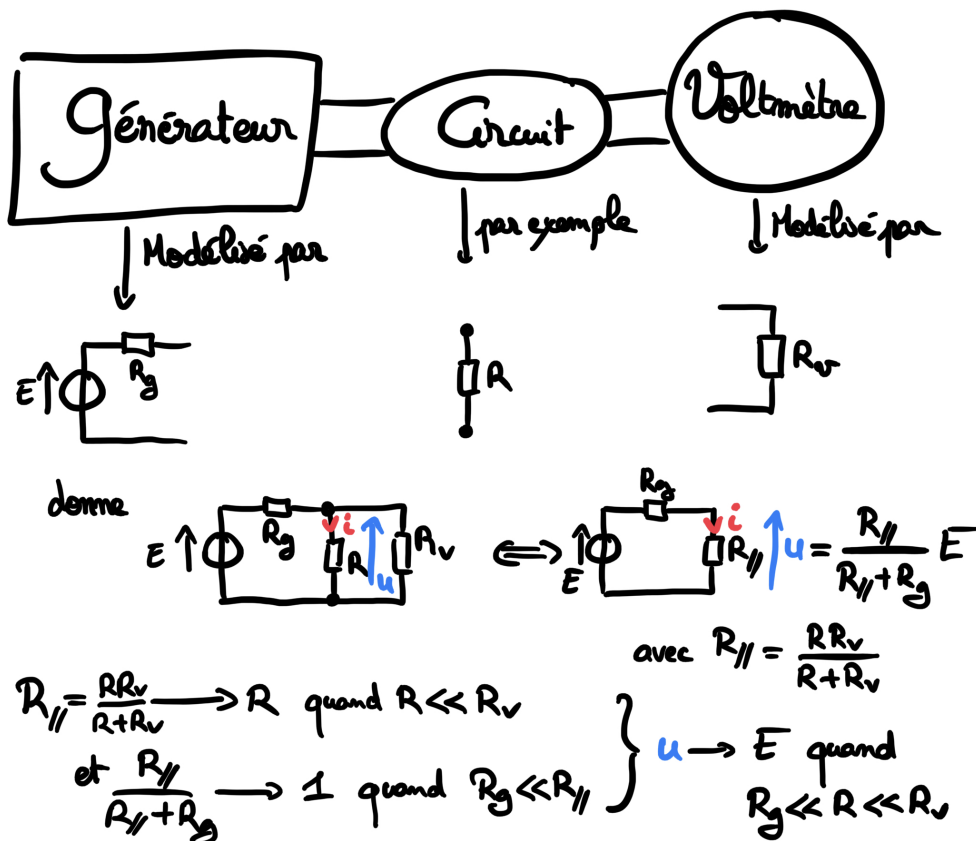 Générateur Circuit Voltmètre
Modélisé par par exemple Modélisé par
E Rg R Rv
donne E Rg i R u Rv ⟺ E Rg i R// u = R// / (R// + Rg) E
avec R// = RRv / (R + Rv)
R// = RRv / (R + Rv) → R quand R << Rv
et R// / (R// + Rg) → 1 quand Rg << R//
u → E quand
Rg << R << Rv